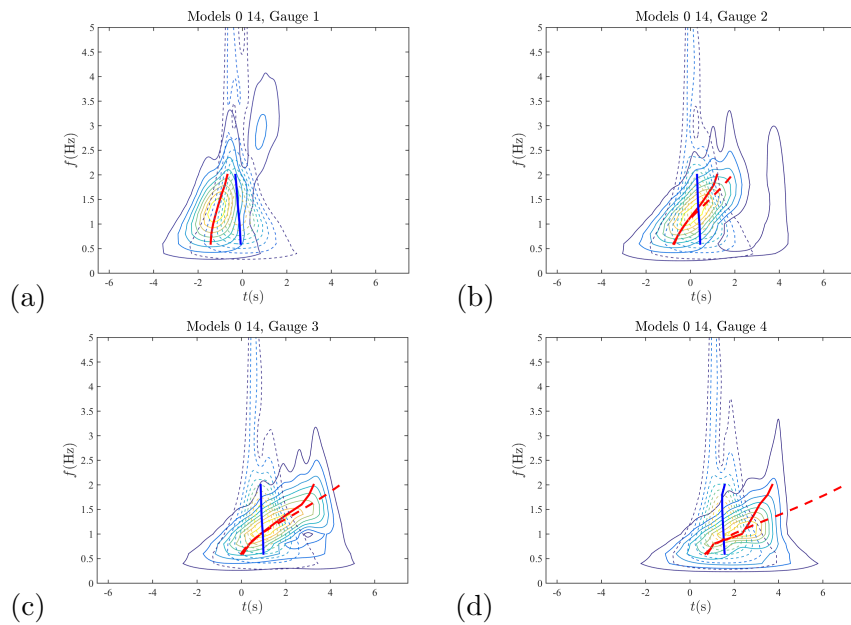 Models 0 14, Gauge 1
5
4.5
4
3.5
3
2.5
2
1.5
1
0.5
0
f (Hz)
-6 -4 -2 0 2 4 6
t(s)
(a)
Models 0 14, Gauge 2
5
4.5
4
3.5
3
2.5
2
1.5
1
0.5
0
f (Hz)
-6 -4 -2 0 2 4 6
t(s)
(b)
Models 0 14, Gauge 3
5
4.5
4
3.5
3
2.5
2
1.5
1
0.5
0
f (Hz)
-6 -4 -2 0 2 4 6
t(s)
(c)
Models 0 14, Gauge 4
5
4.5
4
3.5
3
2.5
2
1.5
1
0.5
0
f (Hz)
-6 -4 -2 0 2 4 6
t(s)
(d)